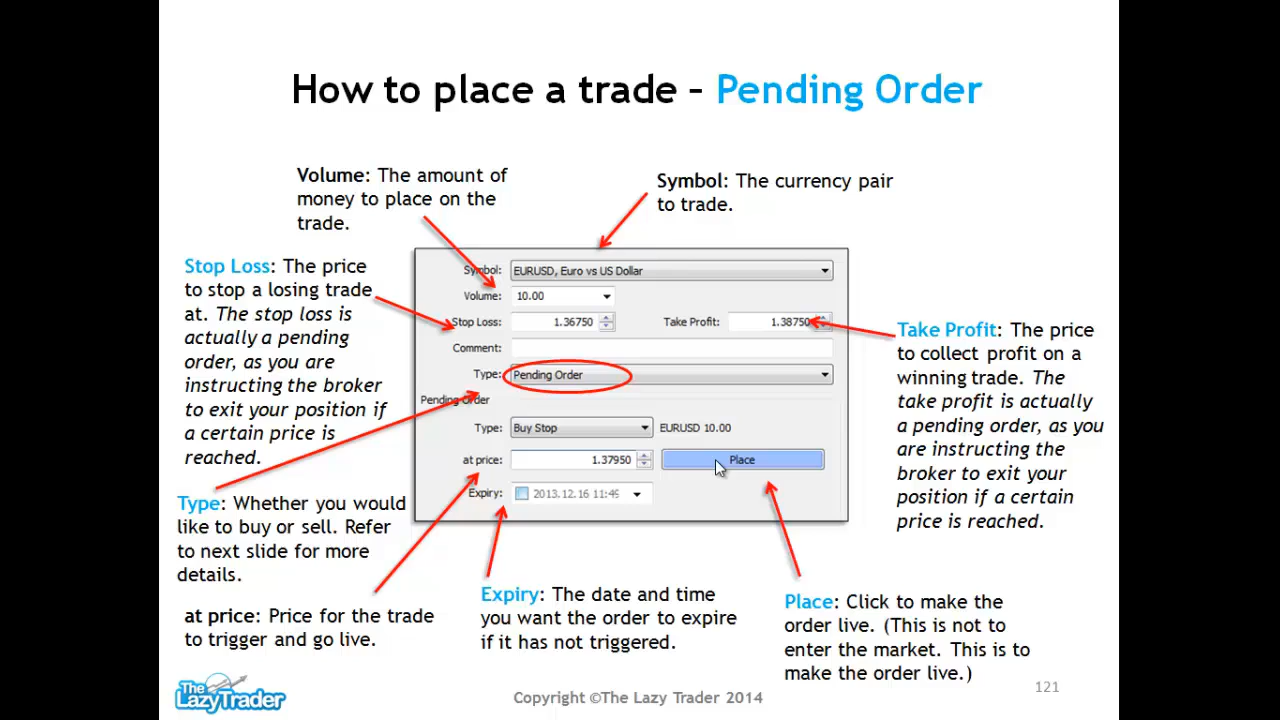 How to place a trade – Pending Order
Volume: The amount of
money to place on the
trade.
Symbol: The currency pair
to trade.
Stop Loss: The price
to stop a losing trade
at. The stop loss is
actually a pending
order, as you are
instructing the broker
to exit your position if
a certain price is
reached.
Symbol: EURUSD, Euro vs US Dollar
Volume: 10.00
Stop Loss: 1.36750 Take Profit: 1.38750
Comment:
Type: Pending Order
Pending Order
Type: Buy Stop EURUSD 10.00
at price: 1.37950 Place
Expiry: 2013.12.16 11:45
Take Profit: The price
to collect profit on a
winning trade. The
take profit is actually
a pending order, as you
are instructing the
broker to exit your
position if a certain
price is reached.
Type: Whether you would
like to buy or sell. Refer
to next slide for more
details.
at price: Price for the trade
to trigger and go live.
Expiry: The date and time
you want the order to expire
if it has not triggered.
Place: Click to make the
order live. (This is not to
enter the market. This is to
make the order live.)
The
LazyTrader
Copyright ©The Lazy Trader 2014
121